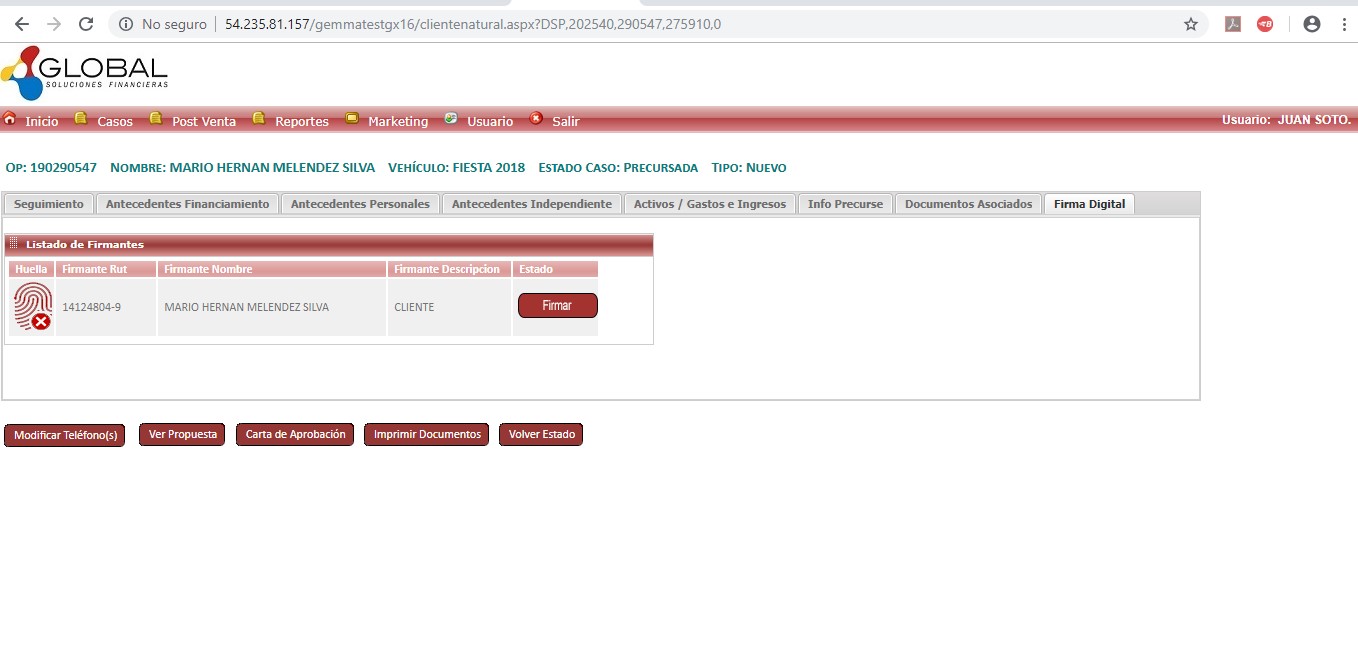 No seguro | 54.235.81.157/gemmatestgx16/clientenatural.aspx?DSP,202540,290547,275910,0
GLOBAL
SOLUCIONES FINANCIERAS
Inicio Casos Post Venta Reportes Marketing Usuario Salir Usuario: JUAN SOTO.
OP: 190290547 NOMBRE: MARIO HERNAN MELENDEZ SILVA VEHÍCULO: FIESTA 2018 ESTADO CASO: PRECURSADA TIPO: NUEVO
Seguimiento Antecedentes Financiamiento Antecedentes Personales Antecedentes Independiente Activos / Gastos e Ingresos Info Precurse Documentos Asociados Firma Digital
Listado de Firmantes
Huella Firmante Rut Firmante Nombre Firmante Descripcion Estado
14124804-9 MARIO HERNAN MELENDEZ SILVA CLIENTE Firmar
Modificar Teléfono(s) Ver Propuesta Carta de Aprobación Imprimir Documentos Volver Estado